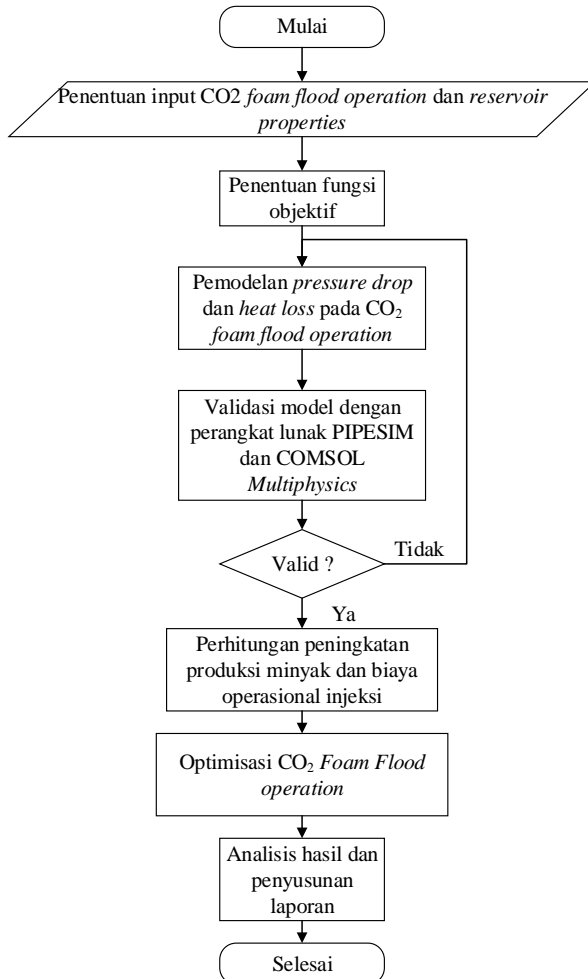 Mulai
Penentuan input CO2 foam flood operation dan reservoir
properties
Penentuan fungsi
objektif
Pemodelan pressure drop
dan heat loss pada CO₂
foam flood operation
Validasi model dengan
perangkat lunak PIPESIM
dan COMSOL
Multiphysics
Valid ?
Tidak
Ya
Perhitungan peningkatan
produksi minyak dan biaya
operasional injeksi
Optimisasi CO₂ Foam Flood
operation
Analisis hasil dan
penyusunan
laporan
Selesai